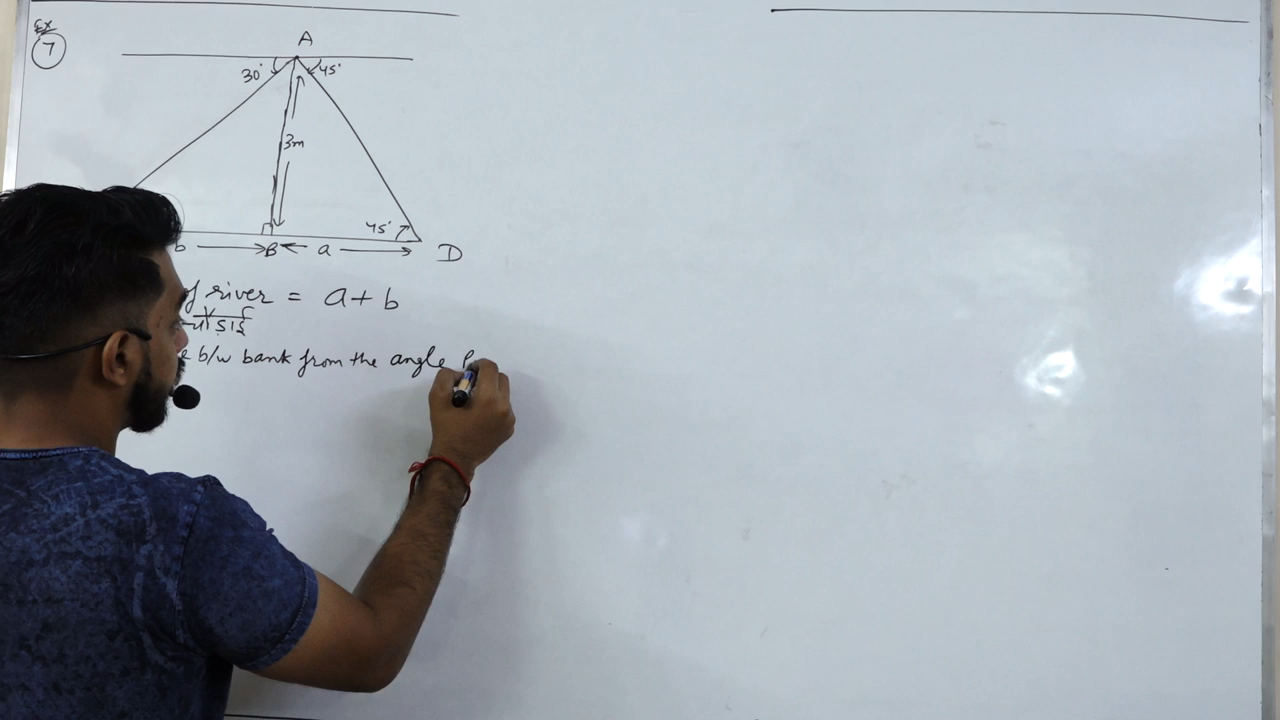 Ex
7
A
30° 45°
3m
45°
b B a D
river = a + b
b/w bank from the angle